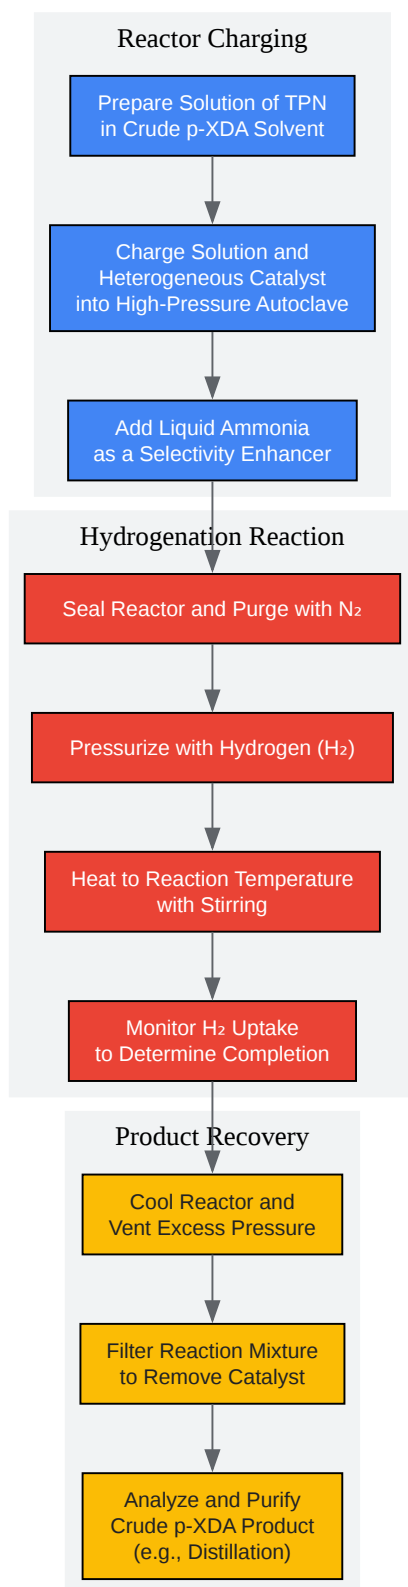 Reactor Charging
Prepare Solution of TPN
in Crude p-XDA Solvent
Charge Solution and
Heterogeneous Catalyst
into High-Pressure Autoclave
Add Liquid Ammonia
as a Selectivity Enhancer
Hydrogenation Reaction
Seal Reactor and Purge with N₂
Pressurize with Hydrogen (H₂)
Heat to Reaction Temperature
with Stirring
Monitor H₂ Uptake
to Determine Completion
Product Recovery
Cool Reactor and
Vent Excess Pressure
Filter Reaction Mixture
to Remove Catalyst
Analyze and Purify
Crude p-XDA Product
(e.g., Distillation)